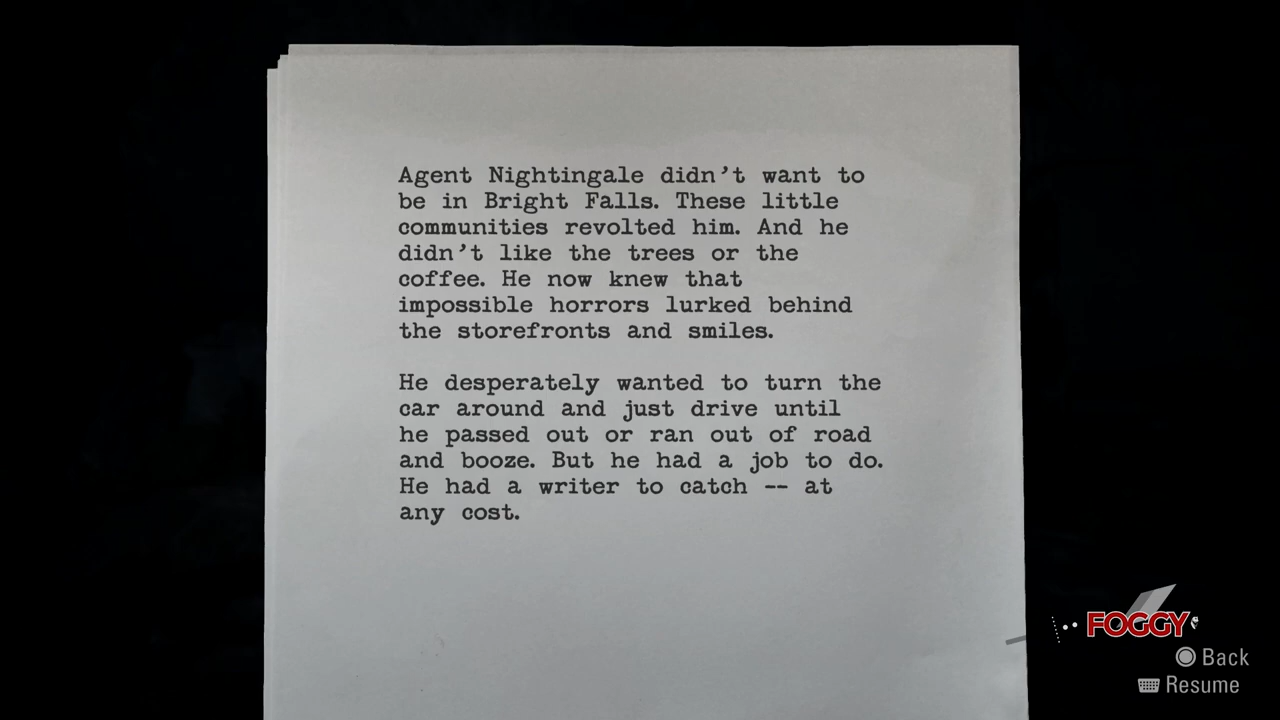 Agent Nightingale didn't want to
be in Bright Falls. These little
communities revolted him. And he
didn't like the trees or the
coffee. He now knew that
impossible horrors lurked behind
the storefronts and smiles.
He desperately wanted to turn the
car around and just drive until
he passed out or ran out of road
and booze. But he had a job to do.
He had a writer to catch -- at
any cost.
FOGGY
Back
Resume